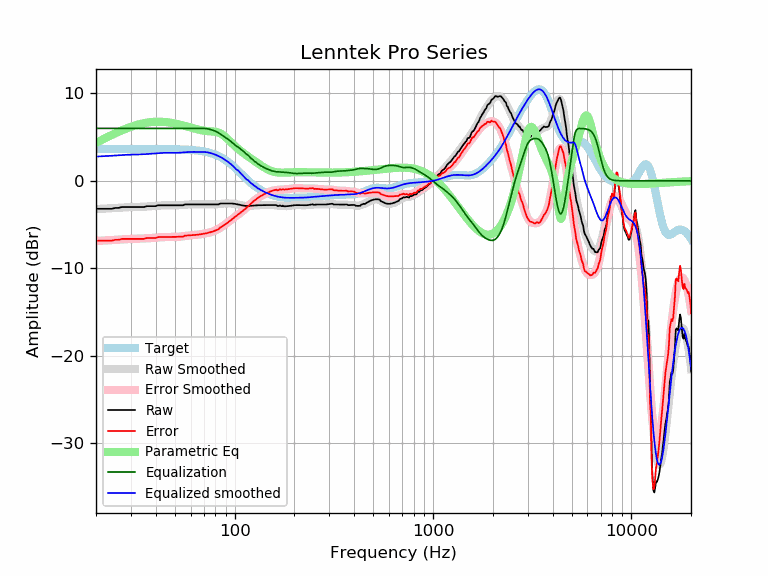 Lenntek Pro Series
10
0
−10
−20
−30
Amplitude (dBr)
Target
Raw Smoothed
Error Smoothed
Raw
Error
Parametric Eq
Equalization
Equalized smoothed
100
1000
10000
Frequency (Hz)